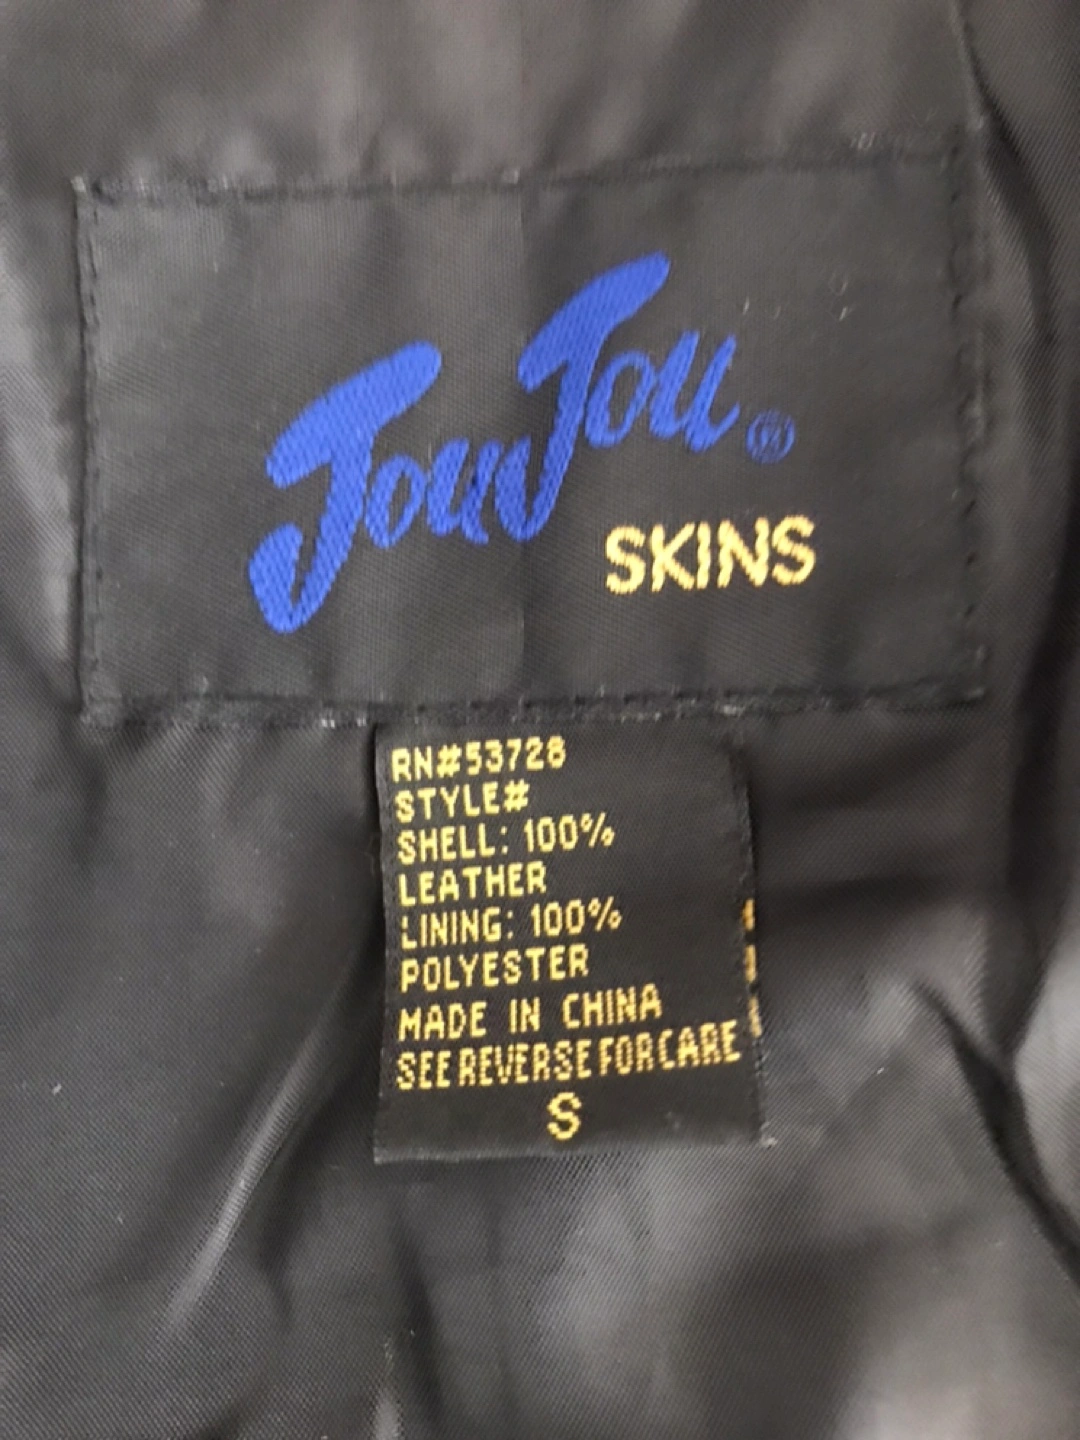 JouJou ®
SKINS
RN#53728
STYLE#
SHELL: 100%
LEATHER
LINING: 100%
POLYESTER
MADE IN CHINA
SEE REVERSE FOR CARE
S